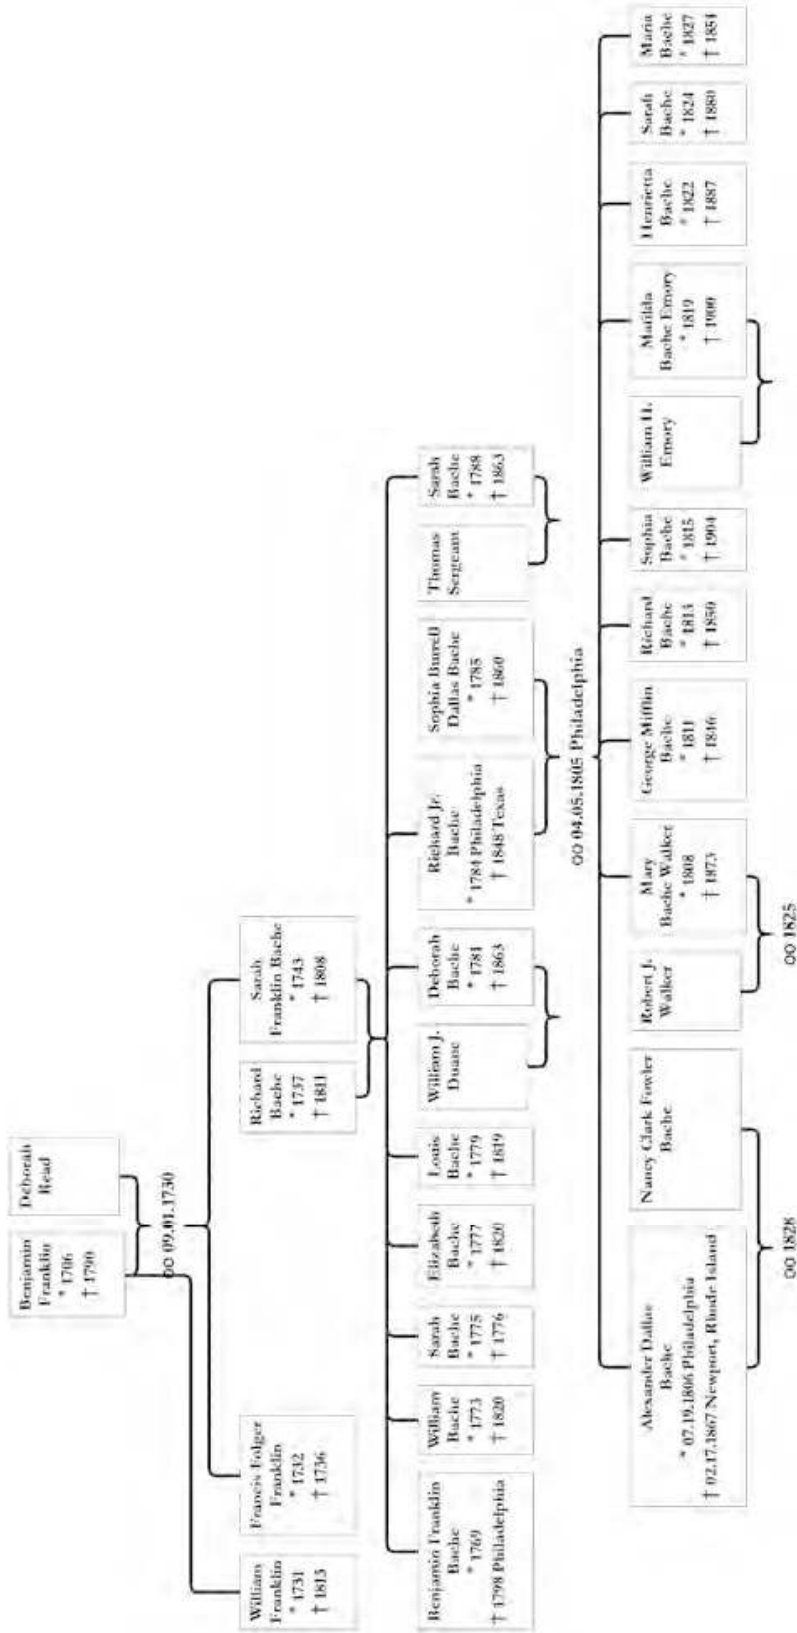 Benjamin
Franklin
* 1706
† 1790
Deborah
Read
oo 09.01.1730
William
Franklin
* 1731
† 1813
Francis Folger
Franklin
* 1732
† 1736
Richard
Bache
* 1737
† 1811
Sarah
Franklin Bache
* 1743
† 1808
Benjamin Franklin
Bache
* 1769
† 1798 Philadelphia
William
Bache
* 1773
† 1820
Sarah
Bache
* 1775
† 1776
Elizabeth
Bache
* 1777
† 1820
Louis
Bache
* 1779
† 1819
William J.
Duane
Deborah
Bache
* 1781
† 1863
Richard Jr.
Bache
* 1784 Philadelphia
† 1848 Texas
Sophia Burrell
Dallas Bache
* 1785
† 1860
Thomas
Sergeant
Sarah
Bache
* 1788
† 1863
oo 04.05.1805 Philadelphia
Alexander Dallas
Bache
* 07.19.1806 Philadelphia
† 02.17.1867 Newport, Rhode Island
Nancy Clark Fowler
Bache
Robert J.
Walker
Mary
Bache Walker
* 1808
† 1873
George Mifflin
Bache
* 1811
† 1846
Richard
Bache
* 1813
† 1850
Sophia
Bache
* 1815
† 1904
William H.
Emory
Matilda
Bache Emory
* 1819
† 1900
Henrietta
Bache
* 1822
† 1887
Sarah
Bache
* 1824
† 1880
Maria
Bache
* 1827
† 1854
oo 1828
oo 1825